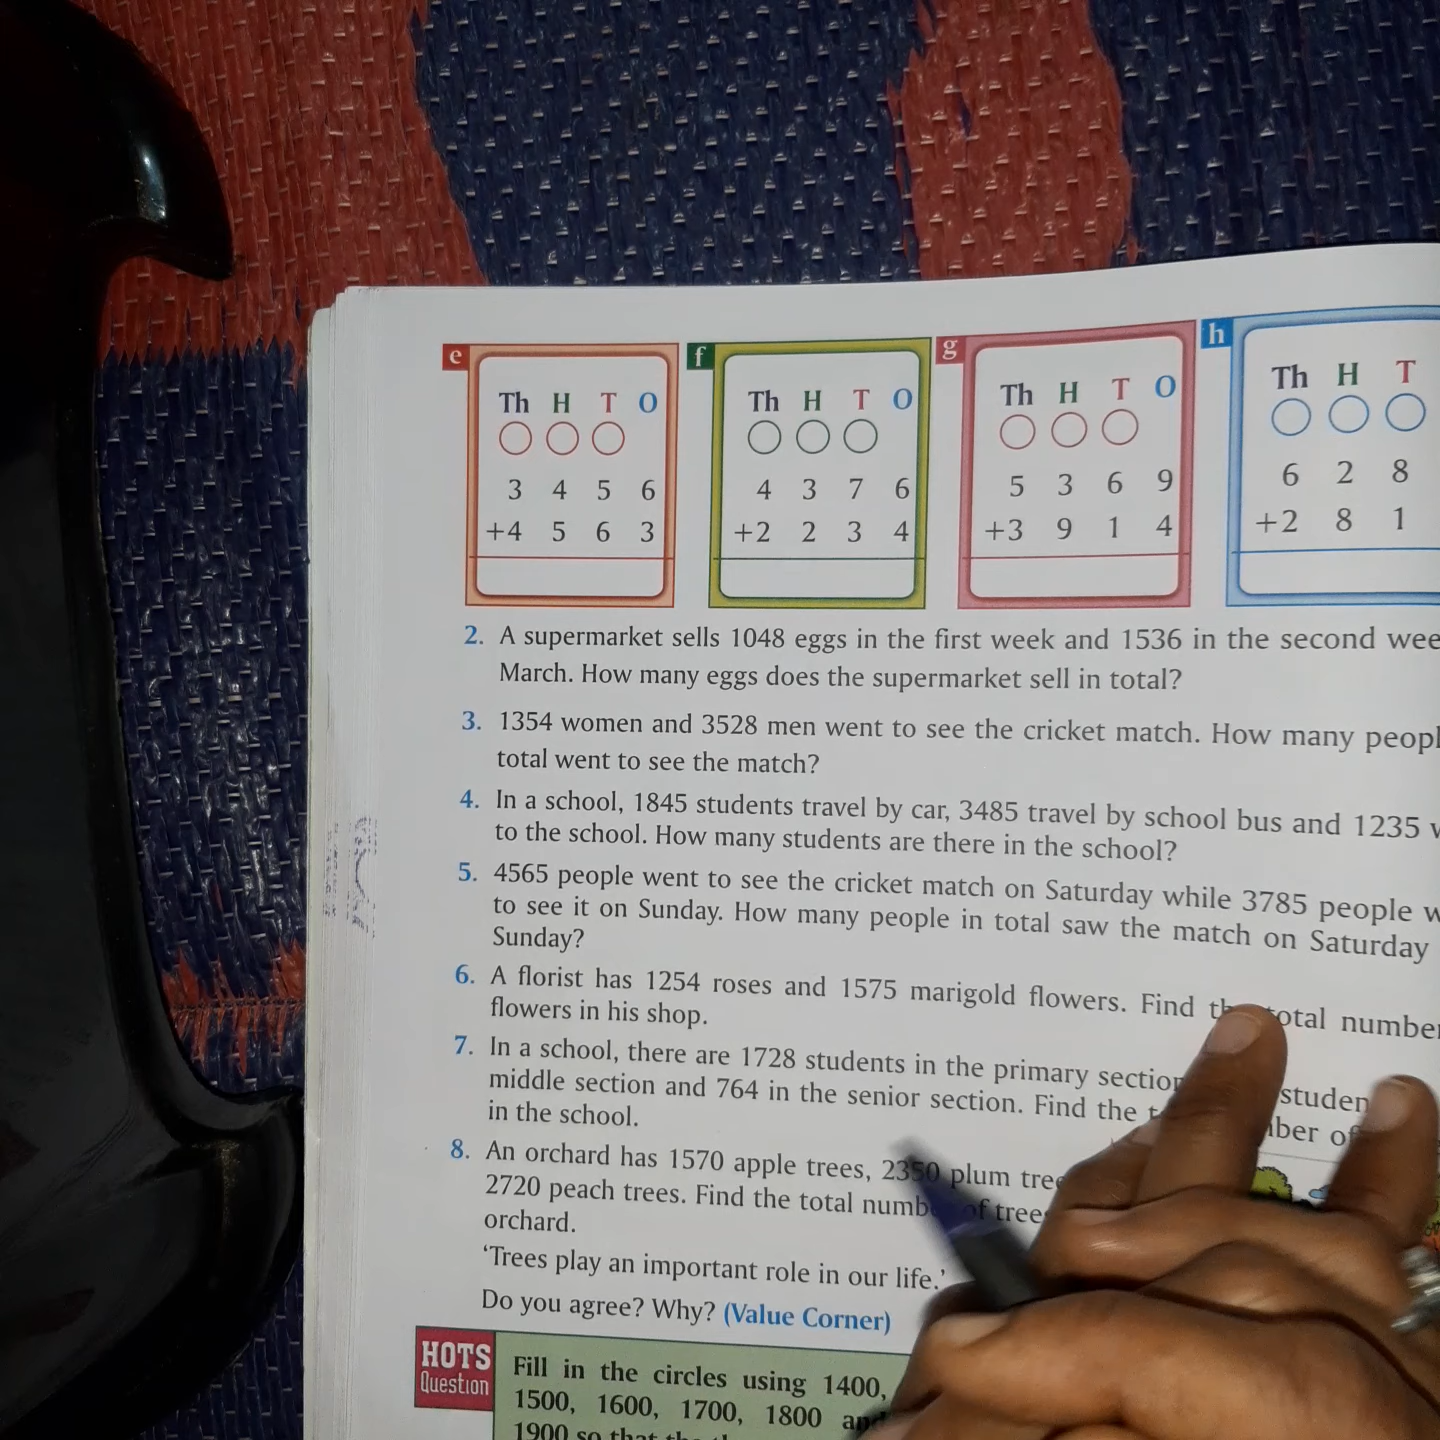 e
Th H T O
3 4 5 6
+4 5 6 3
f
Th H T O
4 3 7 6
+2 2 3 4
g
Th H T O
5 3 6 9
+3 9 1 4
h
Th H T
6 2 8
+2 8 1
2. A supermarket sells 1048 eggs in the first week and 1536 in the second
March. How many eggs does the supermarket sell in total?
3. 1354 women and 3528 men went to see the cricket match. How many
total went to see the match?
4. In a school, 1845 students travel by car, 3485 travel by school bus and 1235
to the school. How many students are there in the school?
5. 4565 people went to see the cricket match on Saturday while 3785 people
to see it on Sunday. How many people in total saw the match on Saturday
Sunday?
6. A florist has 1254 roses and 1575 marigold flowers. Find total
flowers in his shop.
7. In a school, there are 1728 students in the primary section
middle section and 764 in the senior section. Find the of
in the school.
8. An orchard has 1570 apple trees, 2350 plum
2720 peach trees. Find the total of
orchard.
‘Trees play an important role in our life.’
Do you agree? Why? (Value Corner)
HOTS
Question
Fill in the circles using 1400,
1500, 1600, 1700, 1800 and
1900 so that the